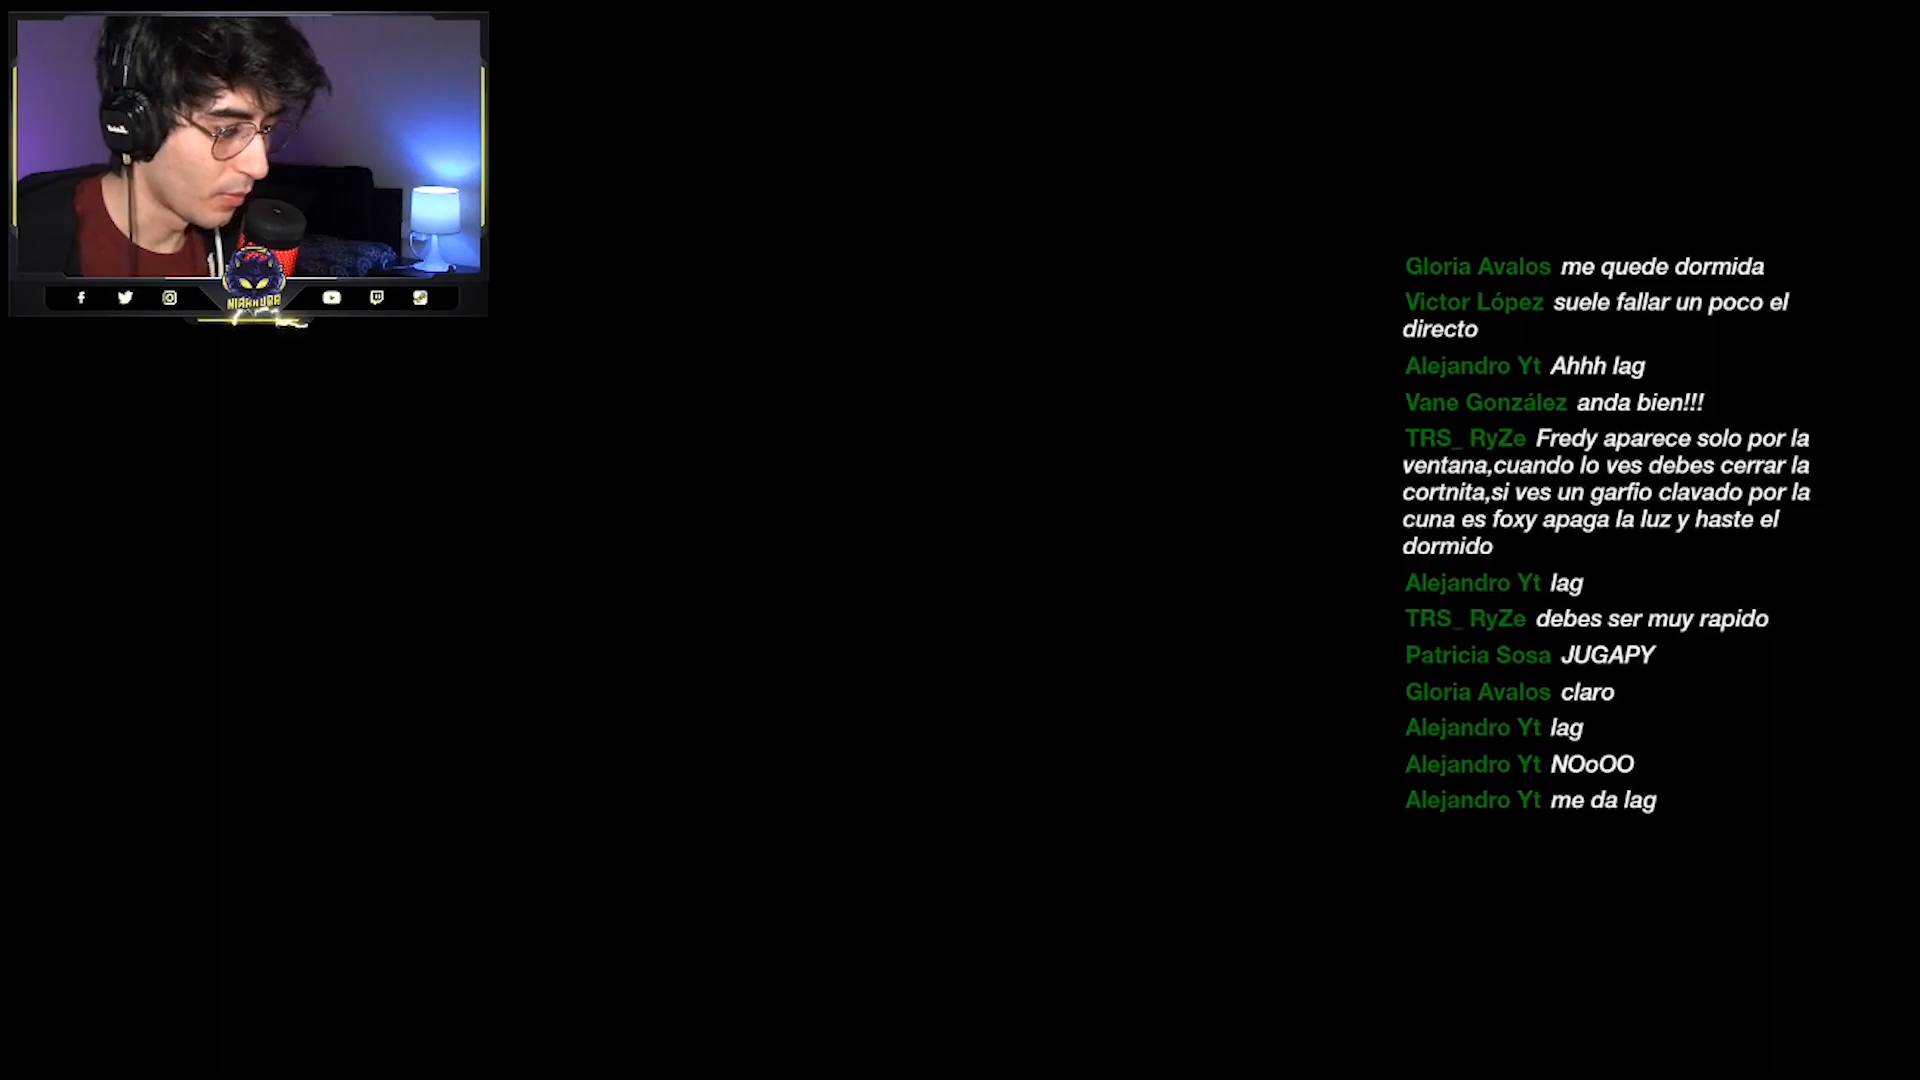 NIAKKURA
Gloria Avalos me quede dormida
Victor López suele fallar un poco el
directo
Alejandro Yt Ahhh lag
Vane González anda bien!!!
TRS_ RyZe Fredy aparece solo por la
ventana,cuando lo ves debes cerrar la
cortnita,si ves un garfio clavado por la
cuna es foxy apaga la luz y haste el
dormido
Alejandro Yt lag
TRS_ RyZe debes ser muy rapido
Patricia Sosa JUGAPY
Gloria Avalos claro
Alejandro Yt lag
Alejandro Yt NOoOO
Alejandro Yt me da lag